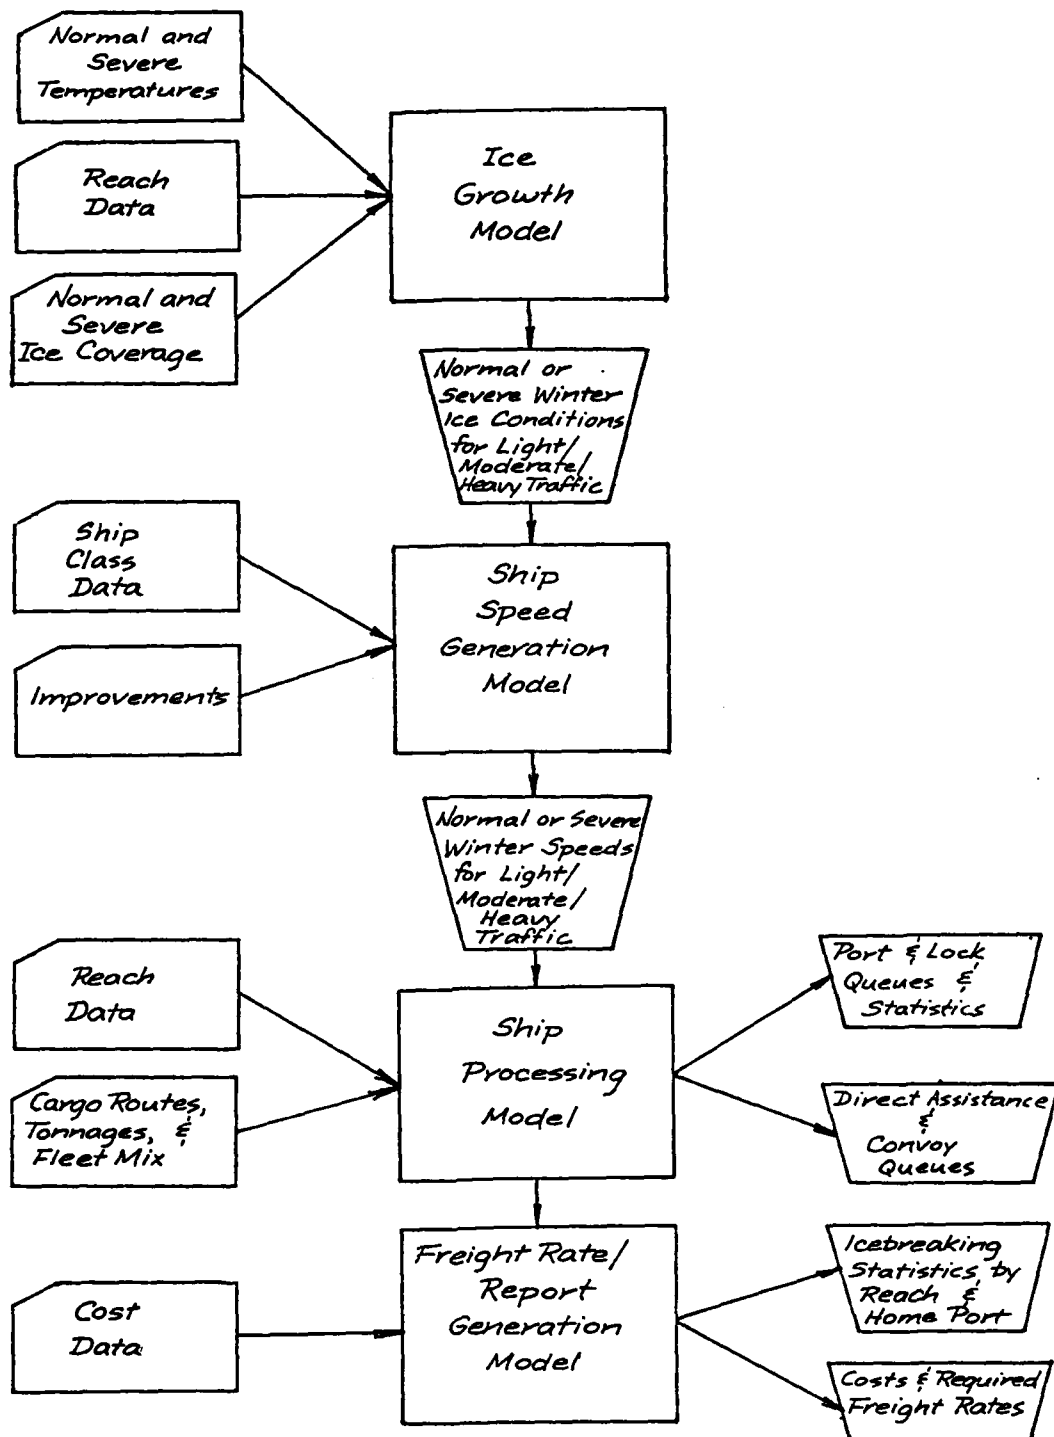 Normal and
Severe
Temperatures
Reach
Data
Normal and
Severe
Ice Coverage
Ice
Growth
Model
Normal or
Severe Winter
Ice Conditions
for Light/
Moderate/
Heavy Traffic
Ship
Class
Data
Improvements
Ship
Speed
Generation
Model
Normal or Severe
Winter Speeds
for Light/
Moderate/
Heavy
Traffic
Reach
Data
Cargo Routes,
Tonnages, &
Fleet Mix
Ship
Processing
Model
Port & Lock
Queues &
Statistics
Direct Assistance
&
Convoy
Queues
Cost
Data
Freight Rate/
Report
Generation
Model
Icebreaking
Statistics by
Reach &
Home Port
Costs & Required
Freight Rates